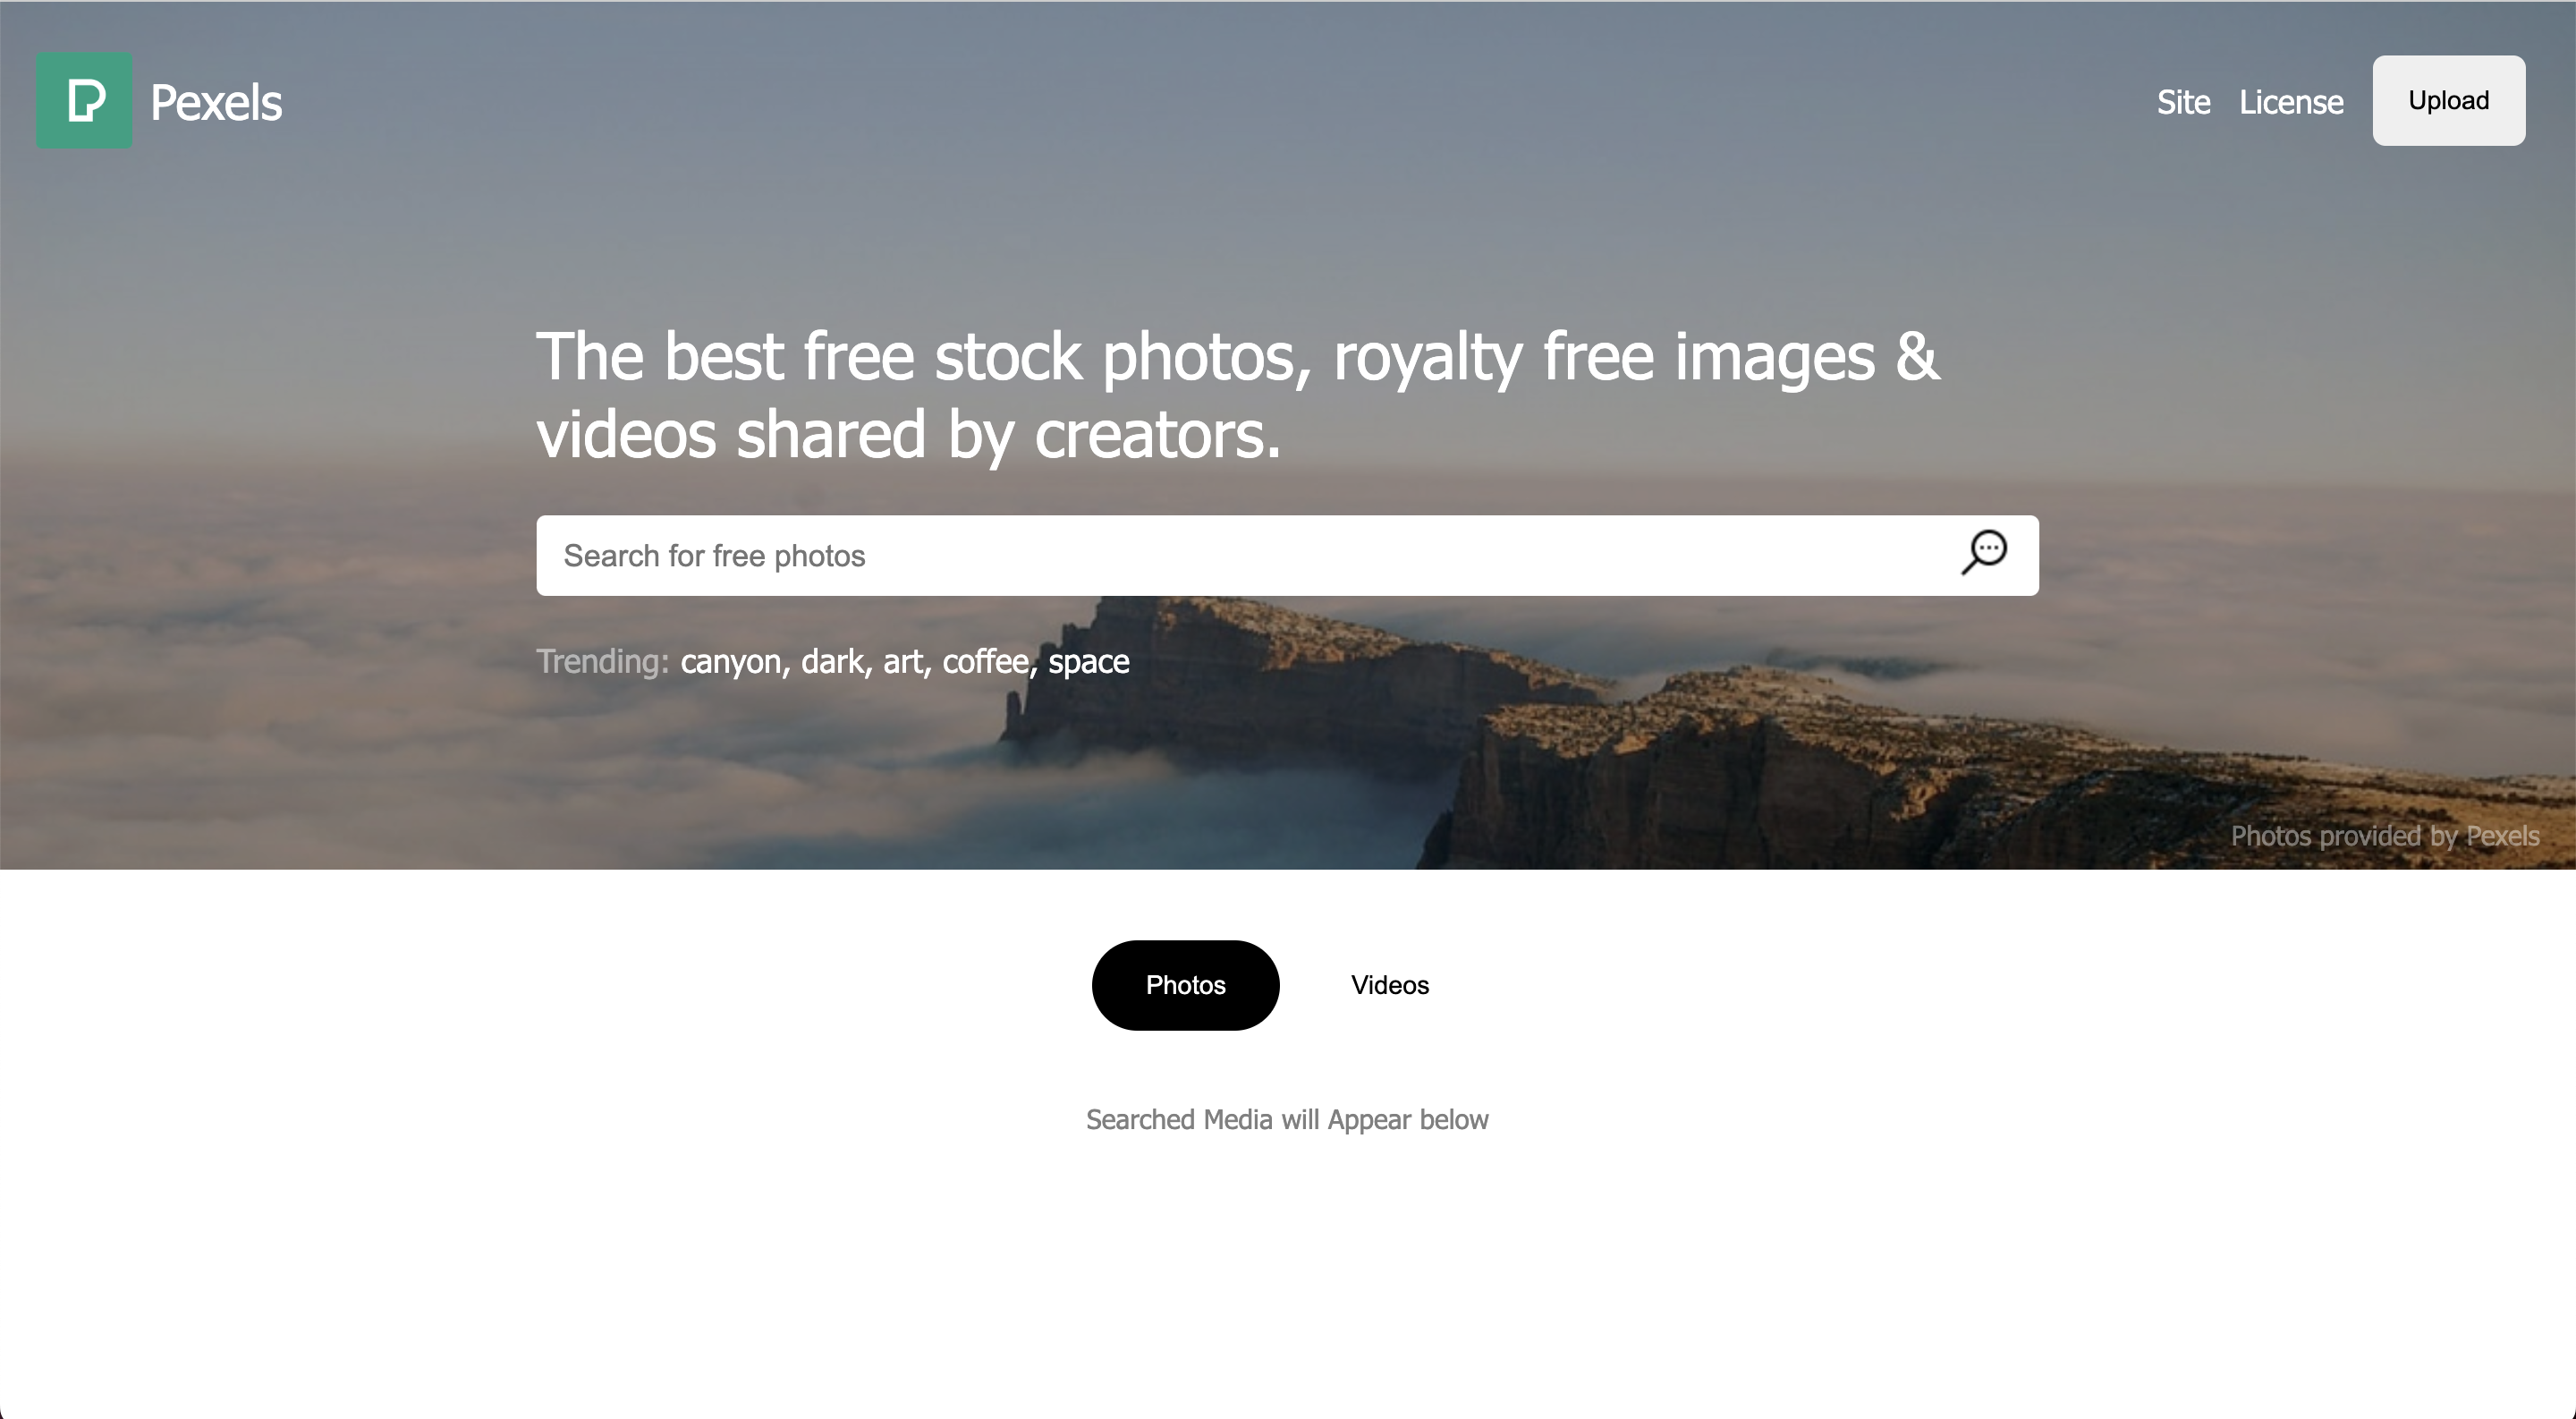 Pexels
Site License Upload
The best free stock photos, royalty free images &
videos shared by creators.
Search for free photos
Trending: canyon, dark, art, coffee, space
Photos provided by Pexels
Photos Videos
Searched Media will Appear below